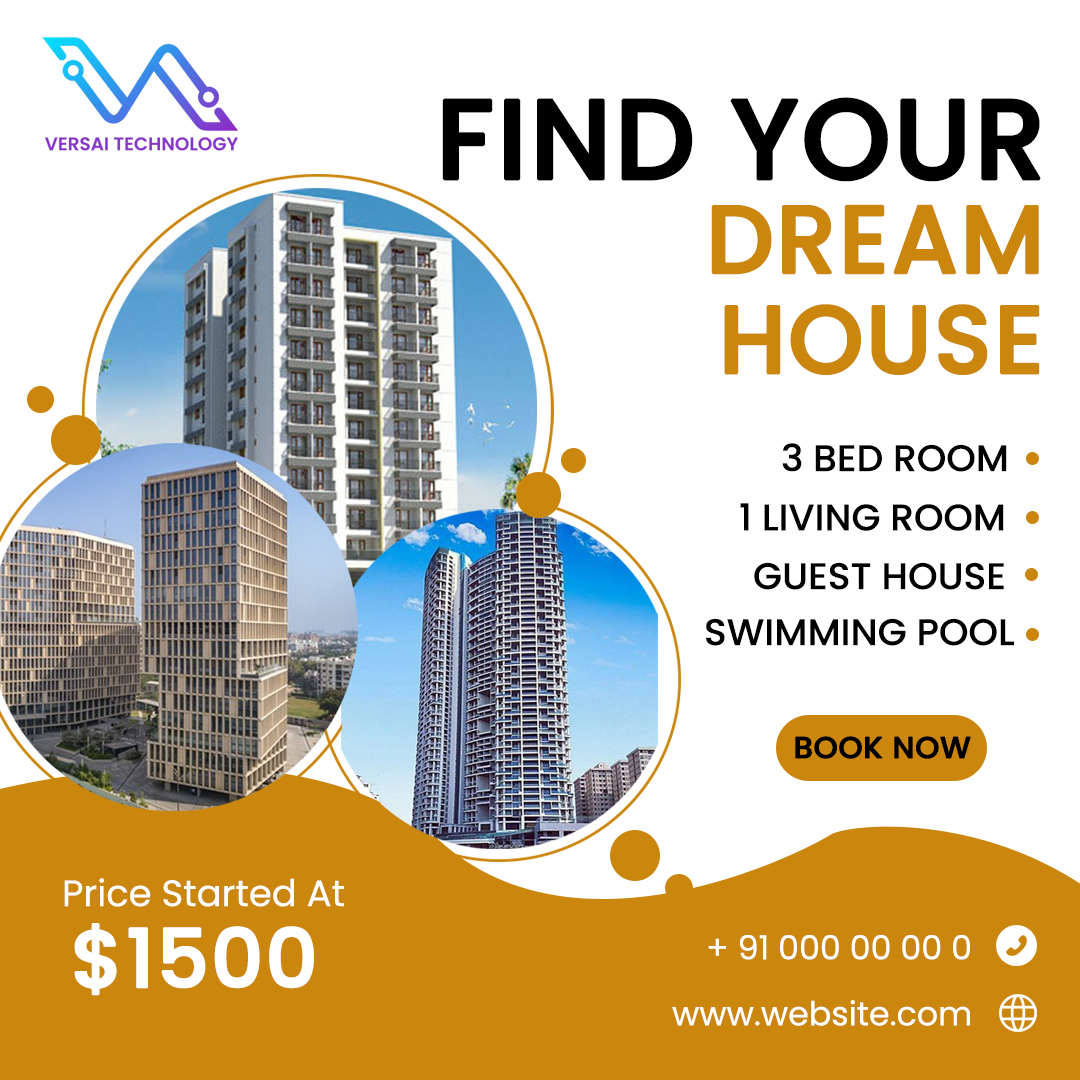 VERSAI TECHNOLOGY
FIND YOUR
DREAM
HOUSE
3 BED ROOM
1 LIVING ROOM
GUEST HOUSE
SWIMMING POOL
BOOK NOW
Price Started At
$1500
+ 91 000 00 00 0
www.website.com